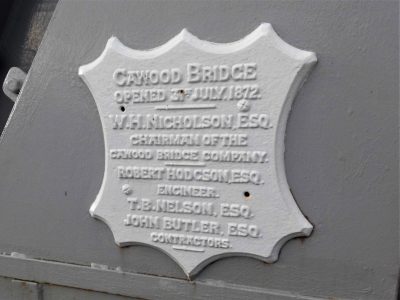 CAWOOD BRIDGE
OPENED JULY, 1872.
W.H. NICHOLSON, ESQ.
CHAIRMAN OF THE
CAWOOD BRIDGE COMPANY.
ROBERT HODGSON, ESQ.
ENGINEER.
T.B. NELSON, ESQ.
JOHN BUTLER, ESQ.
CONTRACTORS.